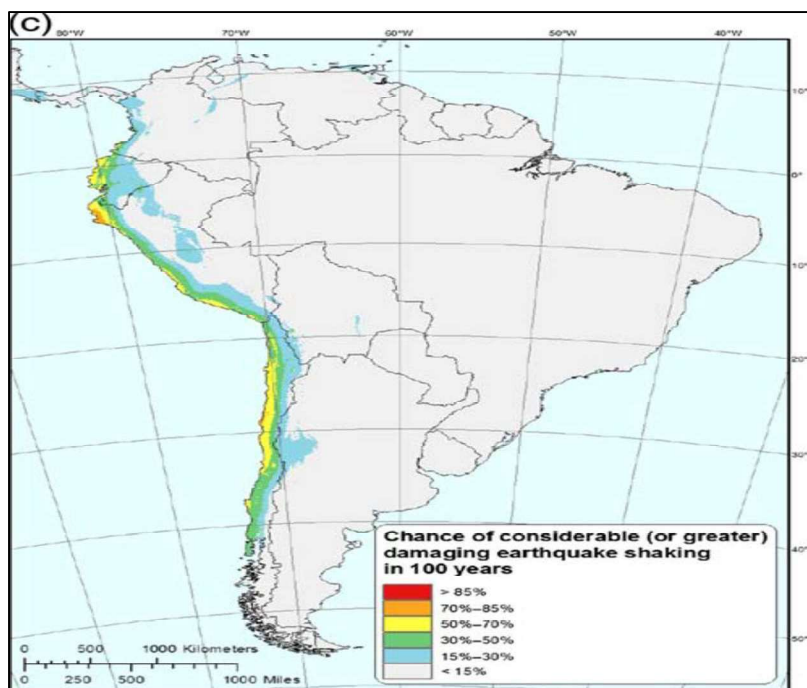 (C)
80°W 70°W 60°W 50°W 40°W
10°
0°
10°
20°
30°
40°
50°
Chance of considerable (or greater)
damaging earthquake shaking
in 100 years
> 85%
70%–85%
50%–70%
30%–50%
15%–30%
< 15%
0 500 1000 Kilometers
0 250 500 1000 Miles